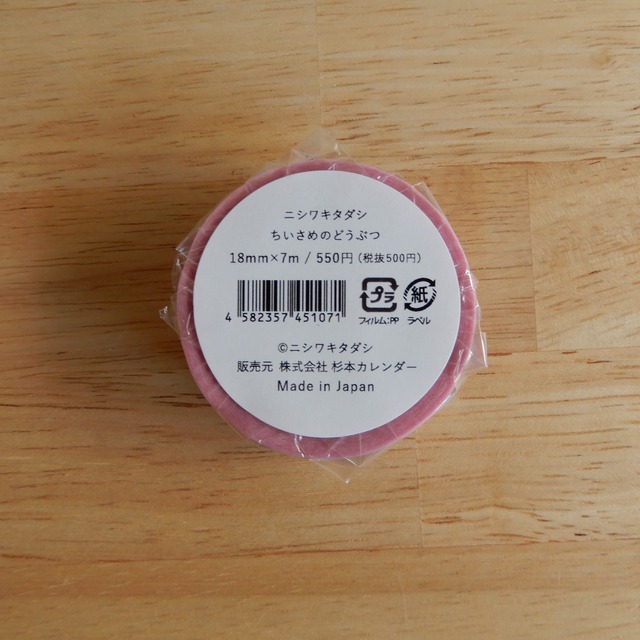 ニシワキタダシ
ちいさめのどうぶつ
18mm×7m / 550円(税抜500円)
4 582357 451071
プラ 紙
フィルム:PP ラベル
©ニシワキタダシ
販売元 株式会社 杉本カレンダー
Made in Japan